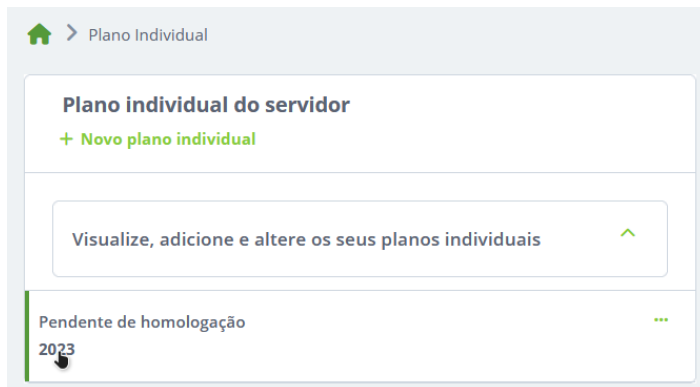 Plano Individual
Plano individual do servidor
+ Novo plano individual
Visualize, adicione e altere os seus planos individuais
Pendente de homologação
2023